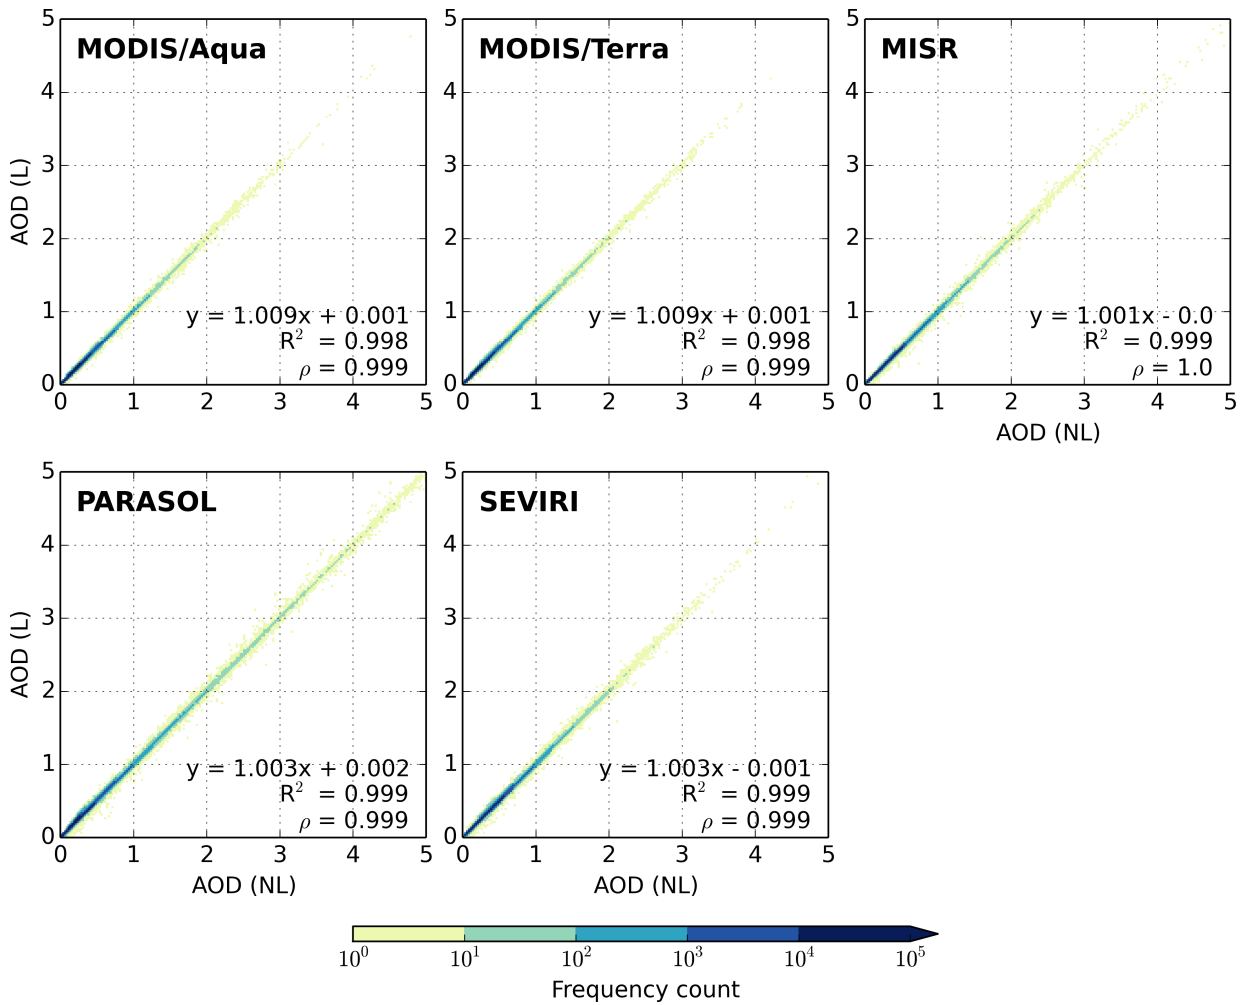 MODIS/Aqua
AOD (L)
5
4
3
2
1
0
y = 1.009x + 0.001
R² = 0.998
ρ = 0.999
0 1 2 3 4 5
MODIS/Terra
5
4
3
2
1
0
y = 1.009x + 0.001
R² = 0.998
ρ = 0.999
0 1 2 3 4 5
MISR
5
4
3
2
1
0
y = 1.001x - 0.0
R² = 0.999
ρ = 1.0
0 1 2 3 4 5
AOD (NL)
PARASOL
AOD (L)
5
4
3
2
1
0
y = 1.003x + 0.002
R² = 0.999
ρ = 0.999
0 1 2 3 4 5
AOD (NL)
SEVIRI
5
4
3
2
1
0
y = 1.003x - 0.001
R² = 0.999
ρ = 0.999
0 1 2 3 4 5
AOD (NL)
10⁰ 10¹ 10² 10³ 10⁴ 10⁵
Frequency count